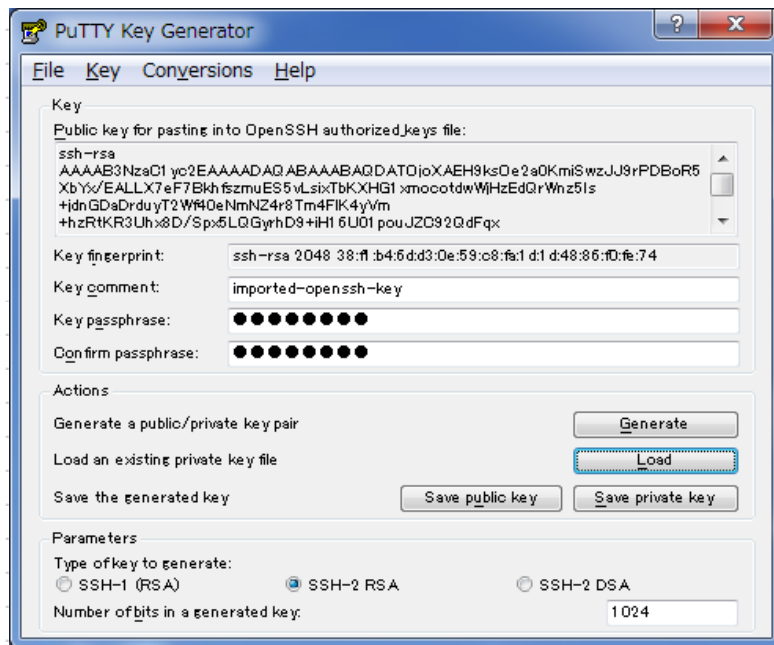 PuTTY Key Generator
File Key Conversions Help
Key
Public key for pasting into OpenSSH authorized_keys file:
ssh-rsa
AAAAB3NzaC1yc2EAAAADAQABAAABAQDATOjoXAEH9ksOe2a0KmiSwzJJ9rPDBoR5
XbYx/EALLX7eF7BkhfszmuES5vLsixTbKXHG1xmocotdwWjHzEdQrWnz5Is
+jdnGDaDrduyT2Wf40eNmNZ4r8Tm4FlK4yVm
+hzRtKR3Uhx8D/Spx5LQGyrhD9+iH16U01pouJZC92QdFqx
Key fingerprint: ssh-rsa 2048 38:f1:b4:6d:d3:0e:59:c8:fa:1d:1d:48:86:f0:fe:74
Key comment: imported-openssh-key
Key passphrase: ●●●●●●●●
Confirm passphrase: ●●●●●●●●
Actions
Generate a public/private key pair Generate
Load an existing private key file Load
Save the generated key Save public key Save private key
Parameters
Type of key to generate:
SSH-1 (RSA) SSH-2 RSA SSH-2 DSA
Number of bits in a generated key: 1024